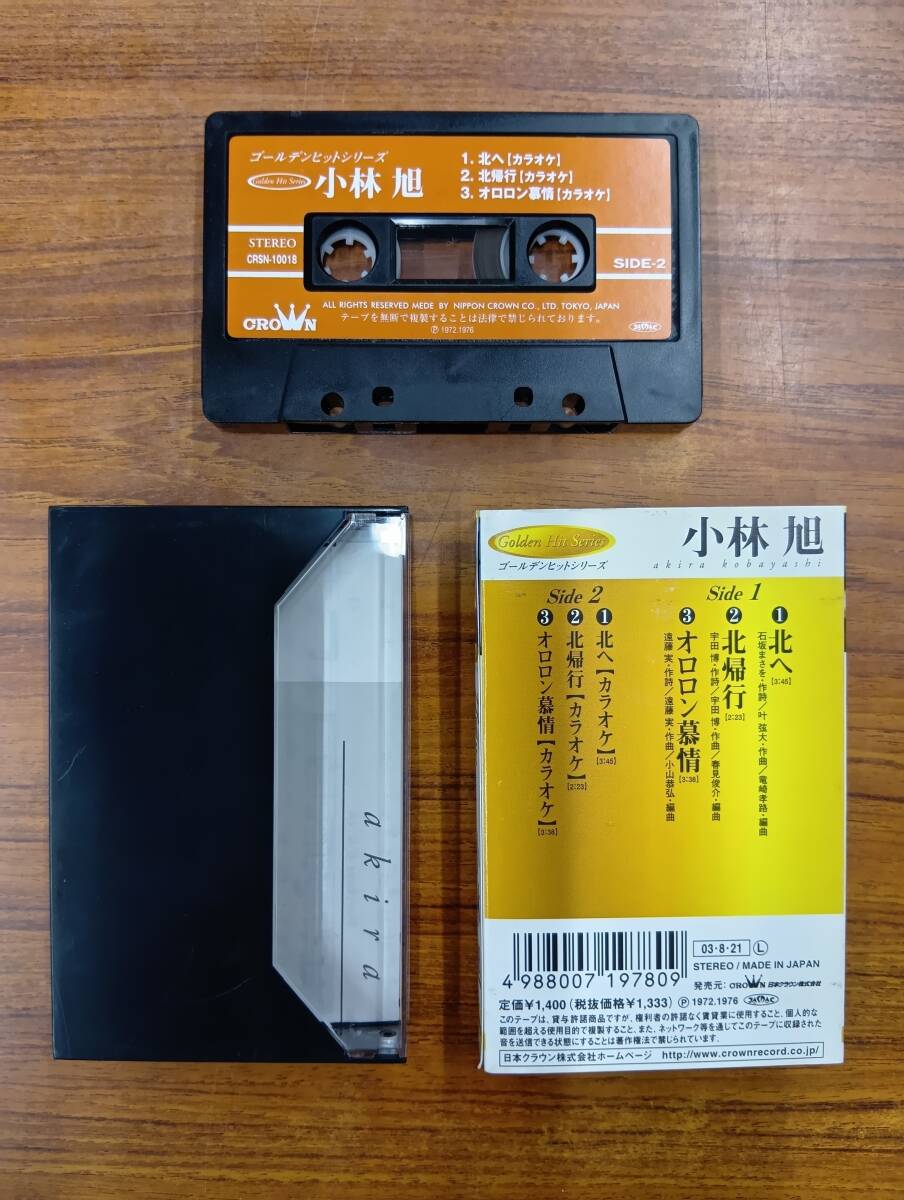 ゴールデンヒットシリーズ
Golden Hit Series
小林 旭
1. 北へ【カラオケ】
2. 北帰行【カラオケ】
3. オロロン慕情【カラオケ】
STEREO
CRSN-10018
SIDE-2
CROWN
ALL RIGHTS RESERVED MEDE BY NIPPON CROWN CO., LTD. TOKYO, JAPAN
テープを無断で複製することは法律で禁じられております。
Ⓟ 1972.1976
akira
Golden Hit Series
ゴールデンヒットシリーズ
小林 旭
akira kobayashi
Side 1
❶北へ[3:45]
石坂まさを・作詩/叶 弦大・作曲/竜崎孝路・編曲
❷北帰行[2:23]
宇田 博・作詩/宇田 博・作曲/春見俊介・編曲
❸オロロン慕情[3:38]
遠藤 実・作詩/遠藤 実・作曲/小山恭弘・編曲
Side 2
❶北へ【カラオケ】[3:45]
❷北帰行【カラオケ】[2:23]
❸オロロン慕情【カラオケ】[3:38]
4 988007 197809
03・8・21 Ⓛ
STEREO / MADE IN JAPAN
発売元: CROWN 日本クラウン株式会社
定価¥1,400 (税抜価格¥1,333) Ⓟ 1972.1976
このテープは、貸与許諾商品ですが、権利者の許諾なく賃貸業に使用すること、個人的な
範囲を超える使用目的で複製すること、また、ネットワーク等を通じてこのテープに収録された
音を送信できる状態にすることは著作権法で禁じられています。
日本クラウン株式会社ホームページ http://www.crownrecord.co.jp/